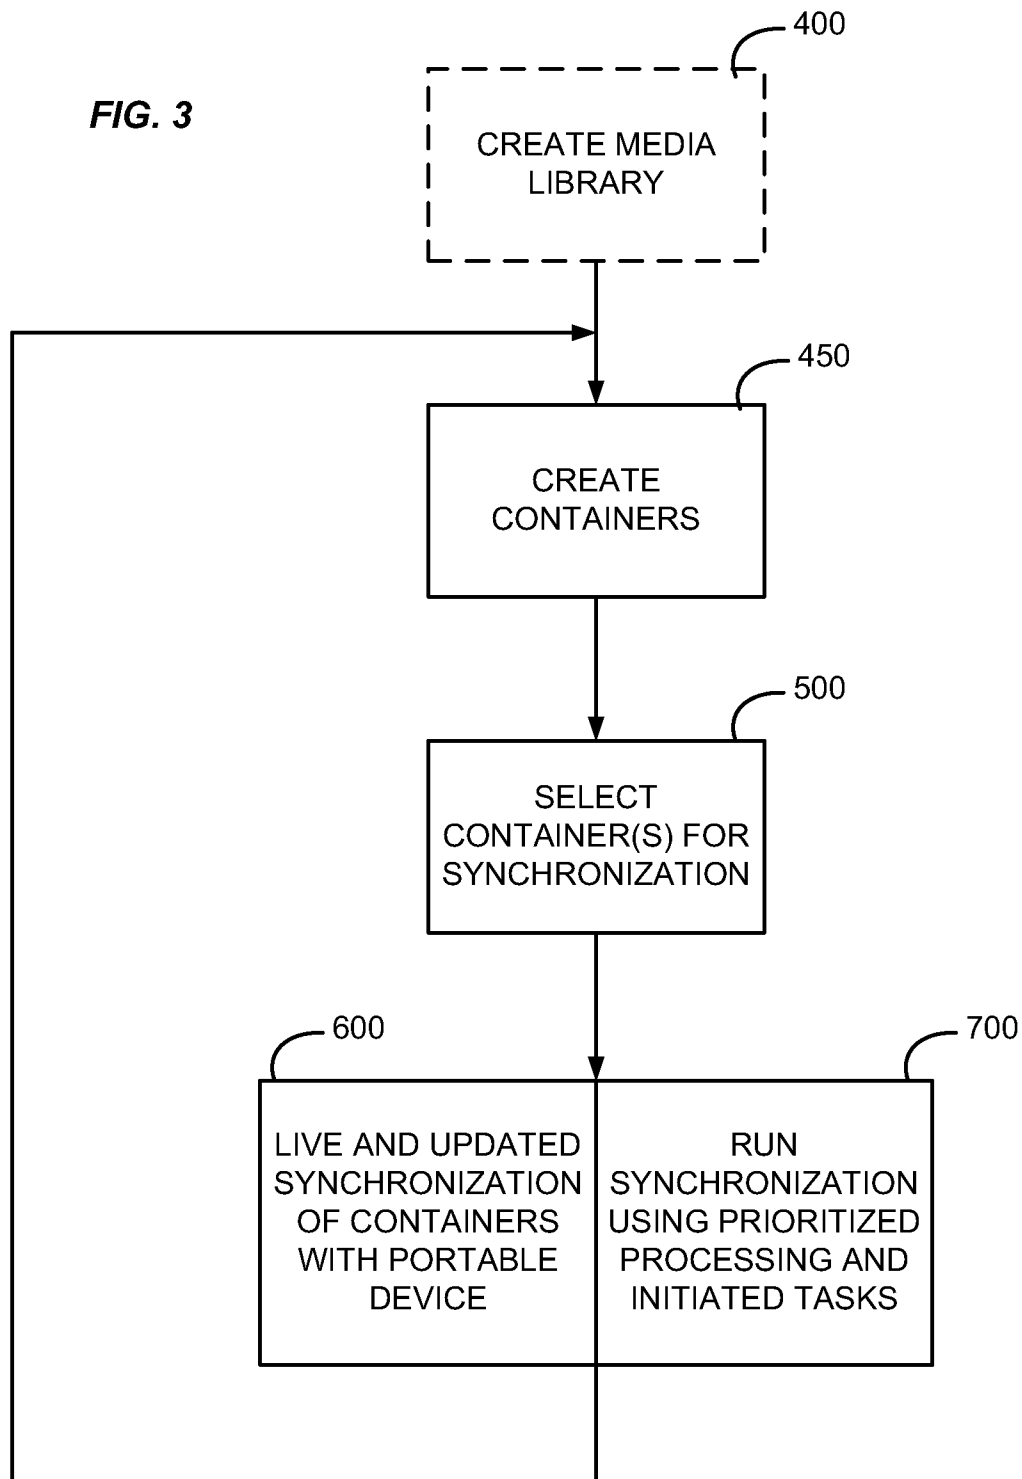 400
FIG. 3
CREATE MEDIA
LIBRARY
450
CREATE
CONTAINERS
500
SELECT
CONTAINER(S) FOR
SYNCHRONIZATION
600
LIVE AND UPDATED
SYNCHRONIZATION
OF CONTAINERS
WITH PORTABLE
DEVICE
700
RUN
SYNCHRONIZATION
USING PRIORITIZED
PROCESSING AND
INITIATED TASKS